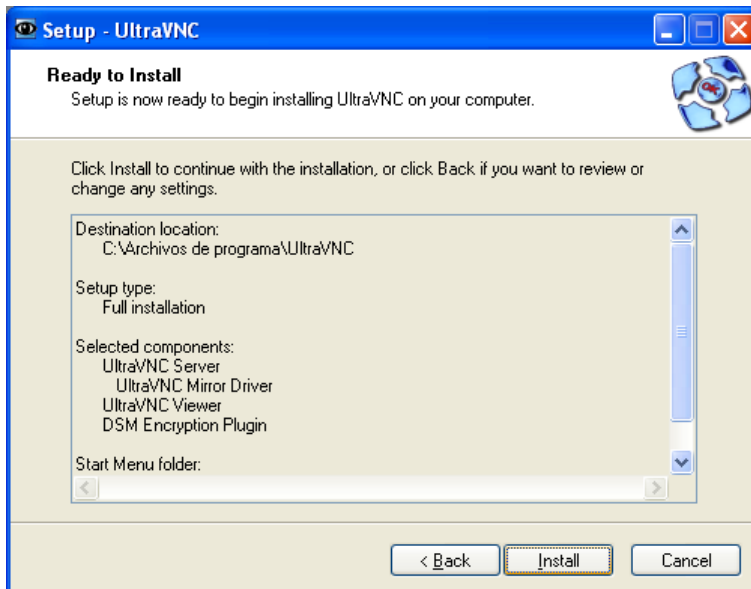 Setup - UltraVNC
Ready to Install
Setup is now ready to begin installing UltraVNC on your computer.
Click Install to continue with the installation, or click Back if you want to review or
change any settings.
Destination location:
C:\Archivos de programa\UltraVNC
Setup type:
Full installation
Selected components:
UltraVNC Server
UltraVNC Mirror Driver
UltraVNC Viewer
DSM Encryption Plugin
Start Menu folder:
< Back
Install
Cancel